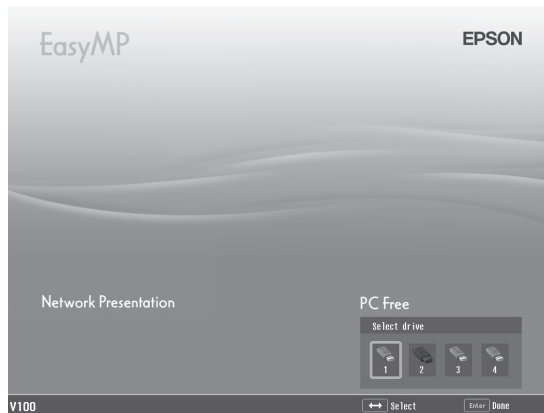 EasyMP
EPSON
Network Presentation
PC Free
Select drive
1 2 3 4
V100
Select
Enter Done